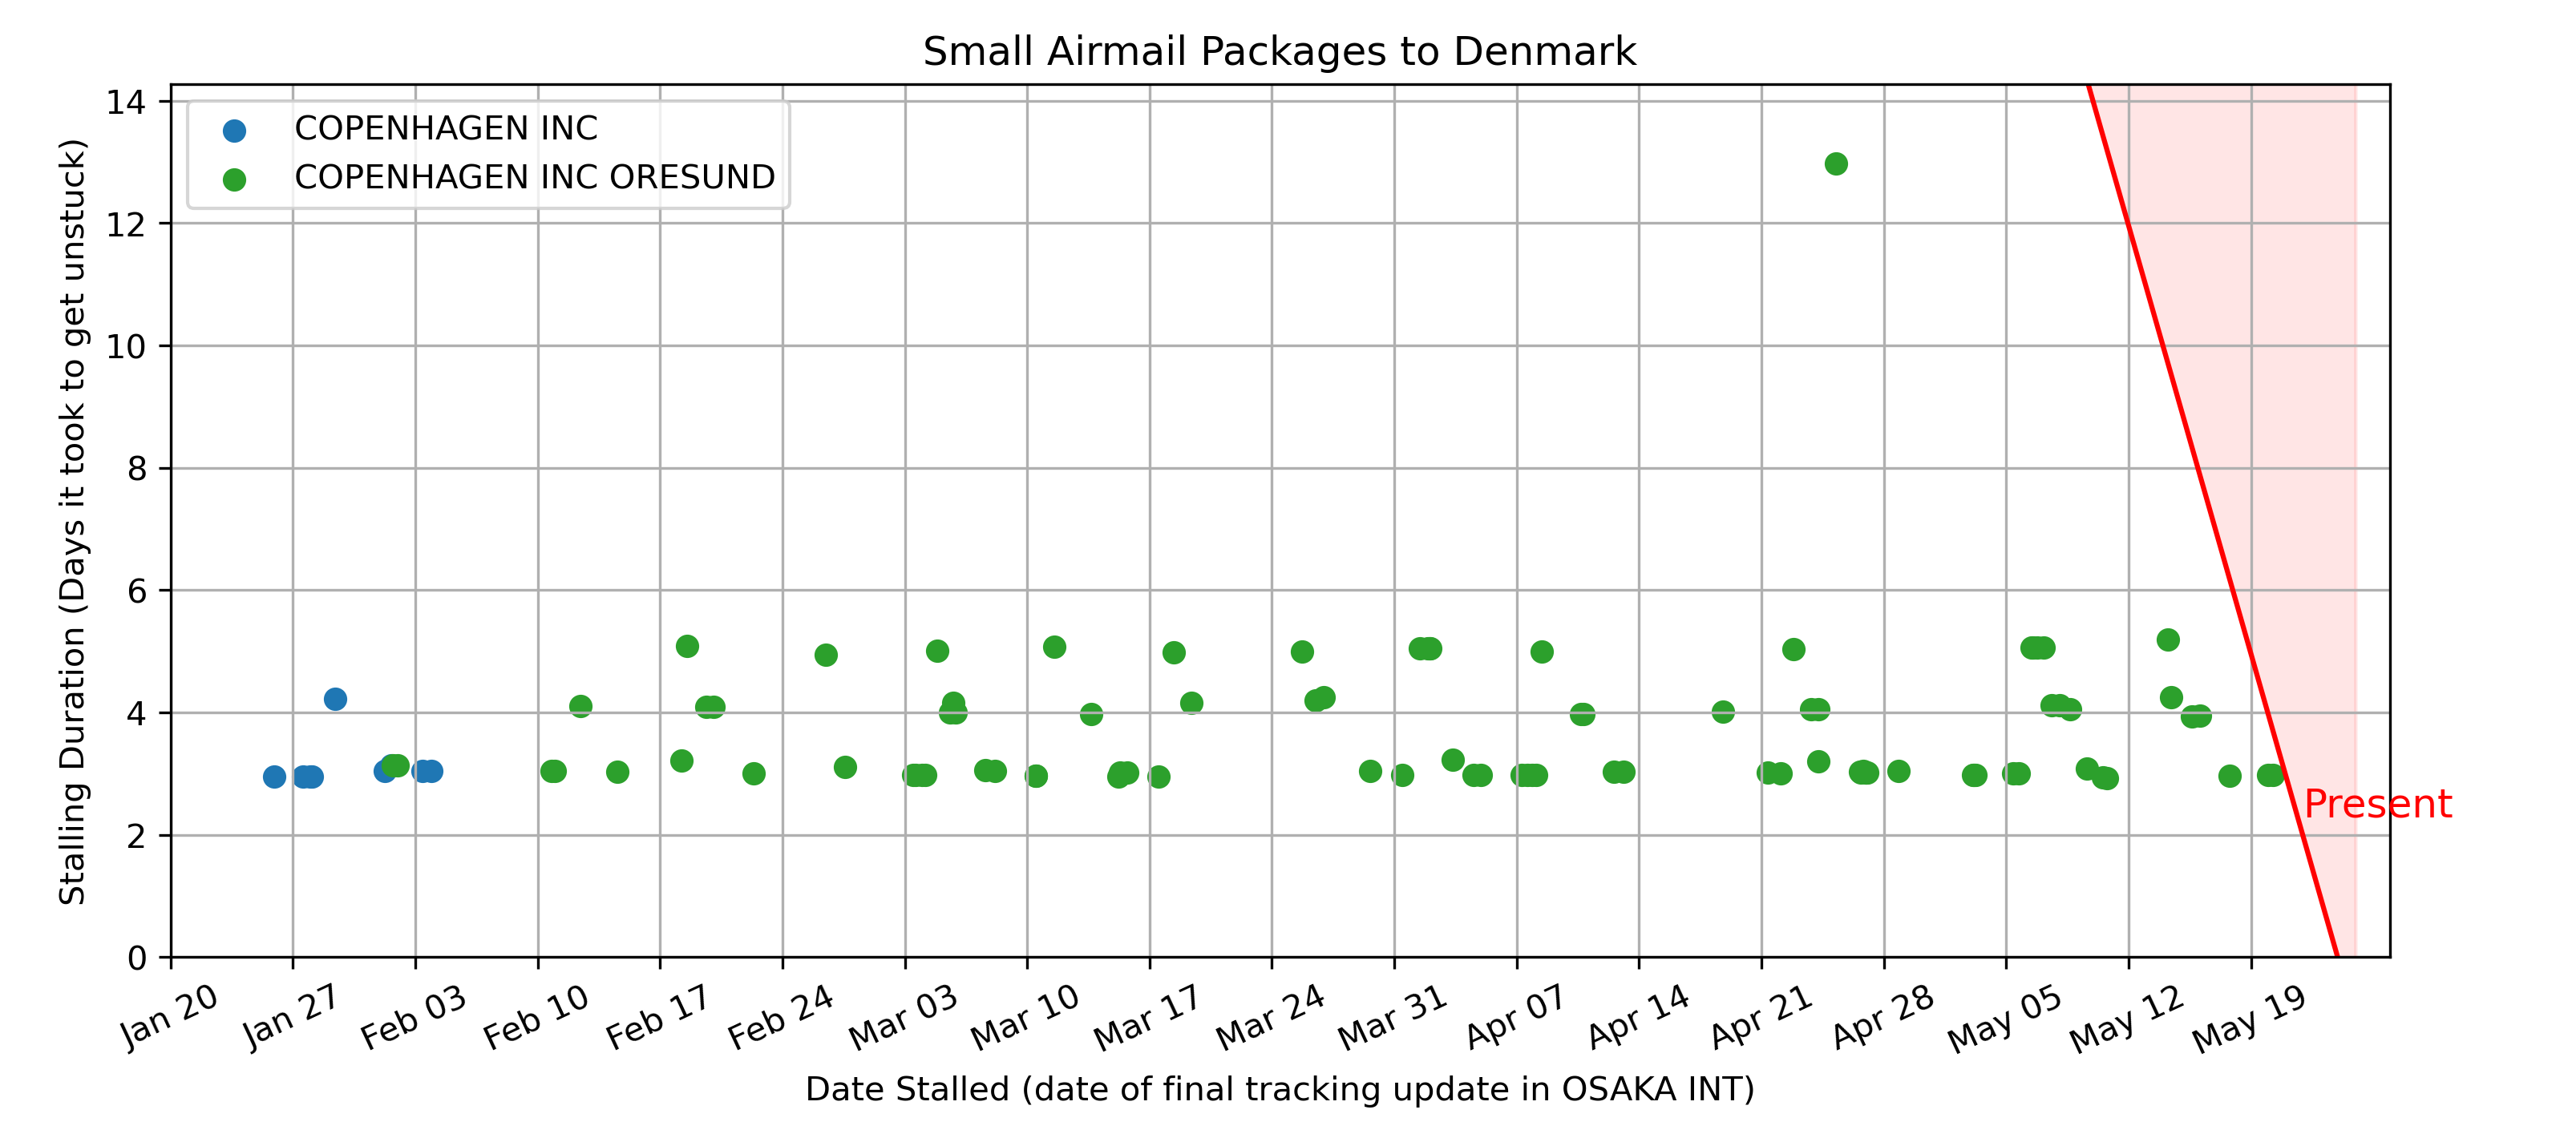 Small Airmail Packages to Denmark
COPENHAGEN INC
COPENHAGEN INC ORESUND
Stalling Duration (Days it took to get unstuck)
14
12
10
8
6
4
2
0
Present
Jan 20
Jan 27
Feb 03
Feb 10
Feb 17
Feb 24
Mar 03
Mar 10
Mar 17
Mar 24
Mar 31
Apr 07
Apr 14
Apr 21
Apr 28
May 05
May 12
May 19
Date Stalled (date of final tracking update in OSAKA INT)